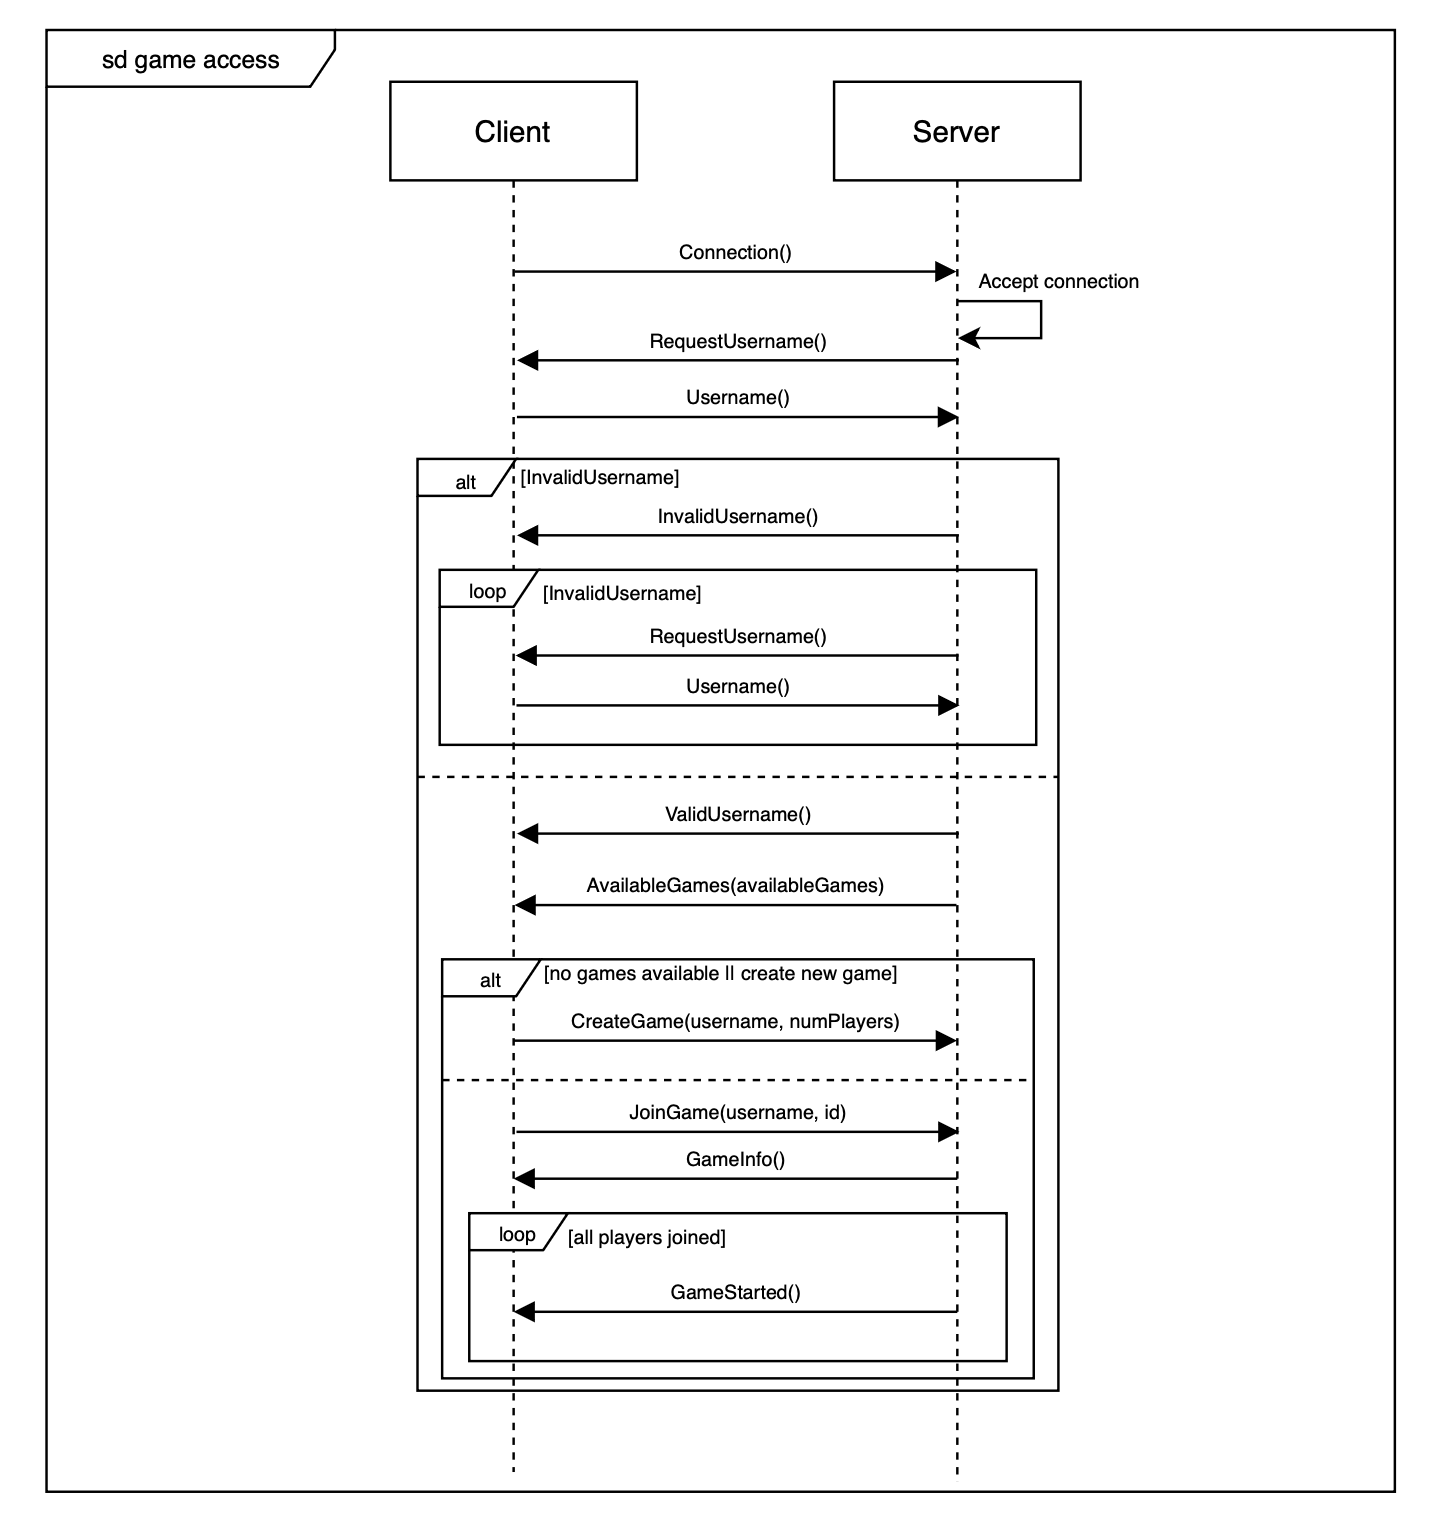 sd game access
Client
Server
Connection()
Accept connection
RequestUsername()
Username()
alt
[InvalidUsername]
InvalidUsername()
loop
[InvalidUsername]
RequestUsername()
Username()
ValidUsername()
AvailableGames(availableGames)
alt
[no games available || create new game]
CreateGame(username, numPlayers)
JoinGame(username, id)
GameInfo()
loop
[all players joined]
GameStarted()